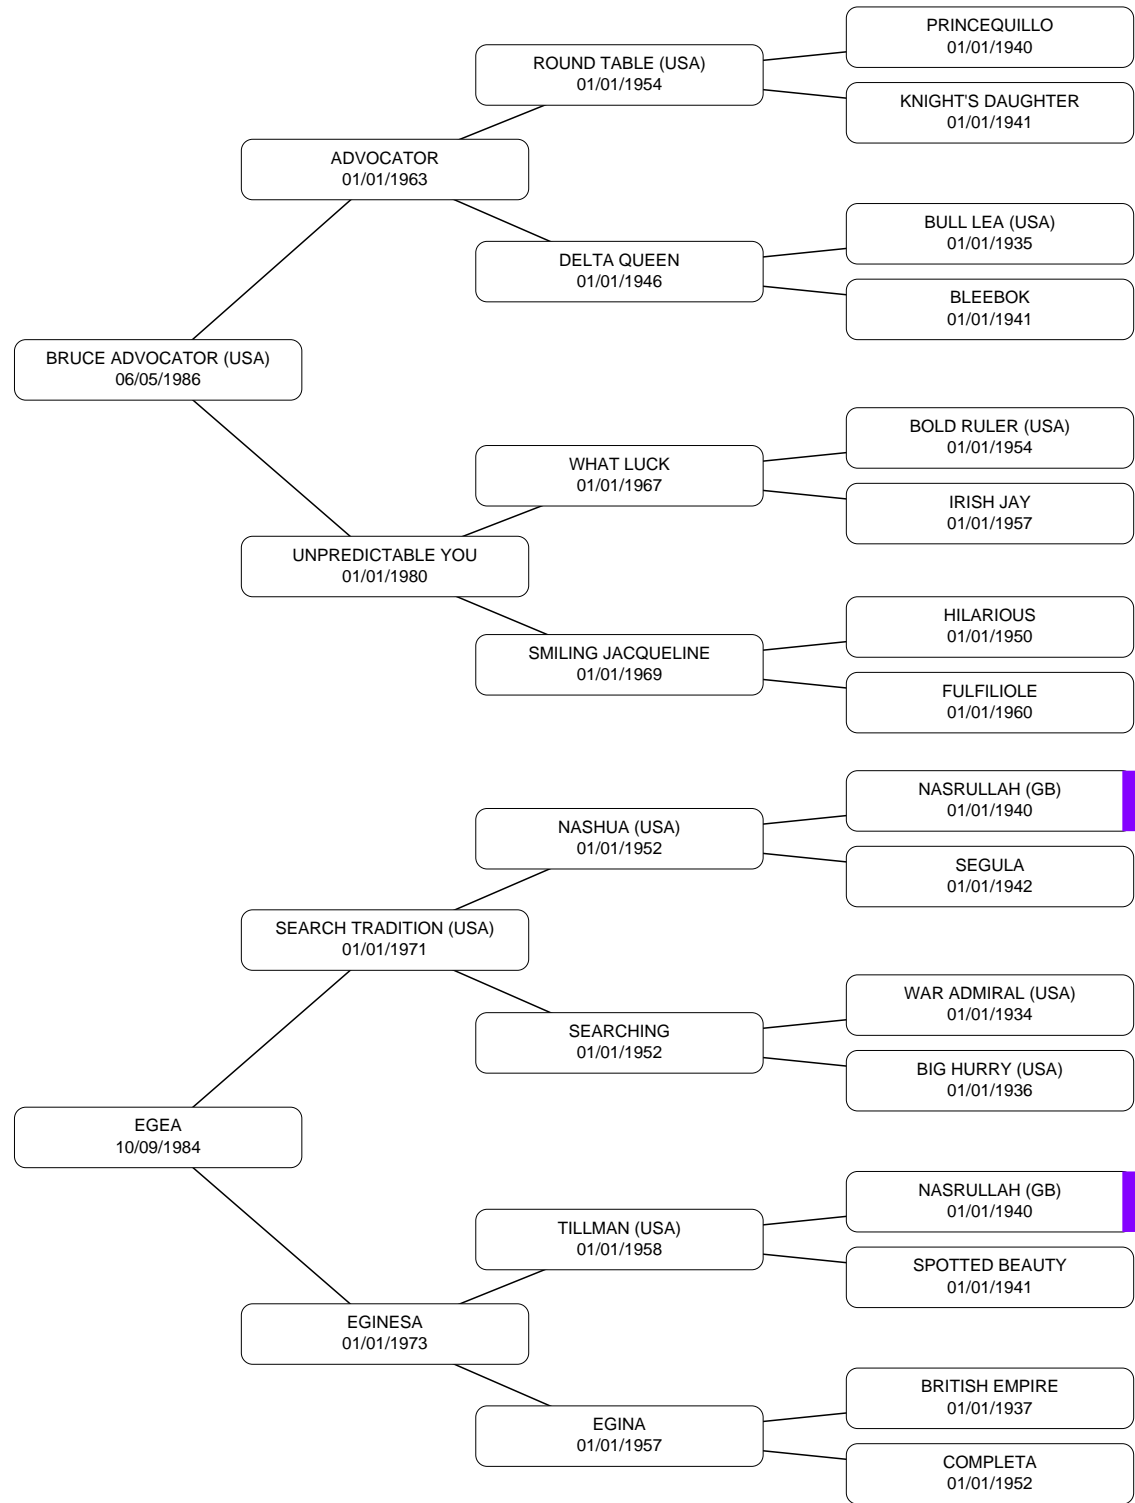 PRINCEQUILLO
01/01/1940
ROUND TABLE (USA)
01/01/1954
KNIGHT'S DAUGHTER
01/01/1941
ADVOCATOR
01/01/1963
BULL LEA (USA)
01/01/1935
DELTA QUEEN
01/01/1946
BLEEBOK
01/01/1941
BRUCE ADVOCATOR (USA)
06/05/1986
BOLD RULER (USA)
01/01/1954
WHAT LUCK
01/01/1967
IRISH JAY
01/01/1957
UNPREDICTABLE YOU
01/01/1980
HILARIOUS
01/01/1950
SMILING JACQUELINE
01/01/1969
FULFILIOLE
01/01/1960
NASRULLAH (GB)
01/01/1940
NASHUA (USA)
01/01/1952
SEGULA
01/01/1942
SEARCH TRADITION (USA)
01/01/1971
WAR ADMIRAL (USA)
01/01/1934
SEARCHING
01/01/1952
BIG HURRY (USA)
01/01/1936
EGEA
10/09/1984
NASRULLAH (GB)
01/01/1940
TILLMAN (USA)
01/01/1958
SPOTTED BEAUTY
01/01/1941
EGINESA
01/01/1973
BRITISH EMPIRE
01/01/1937
EGINA
01/01/1957
COMPLETA
01/01/1952